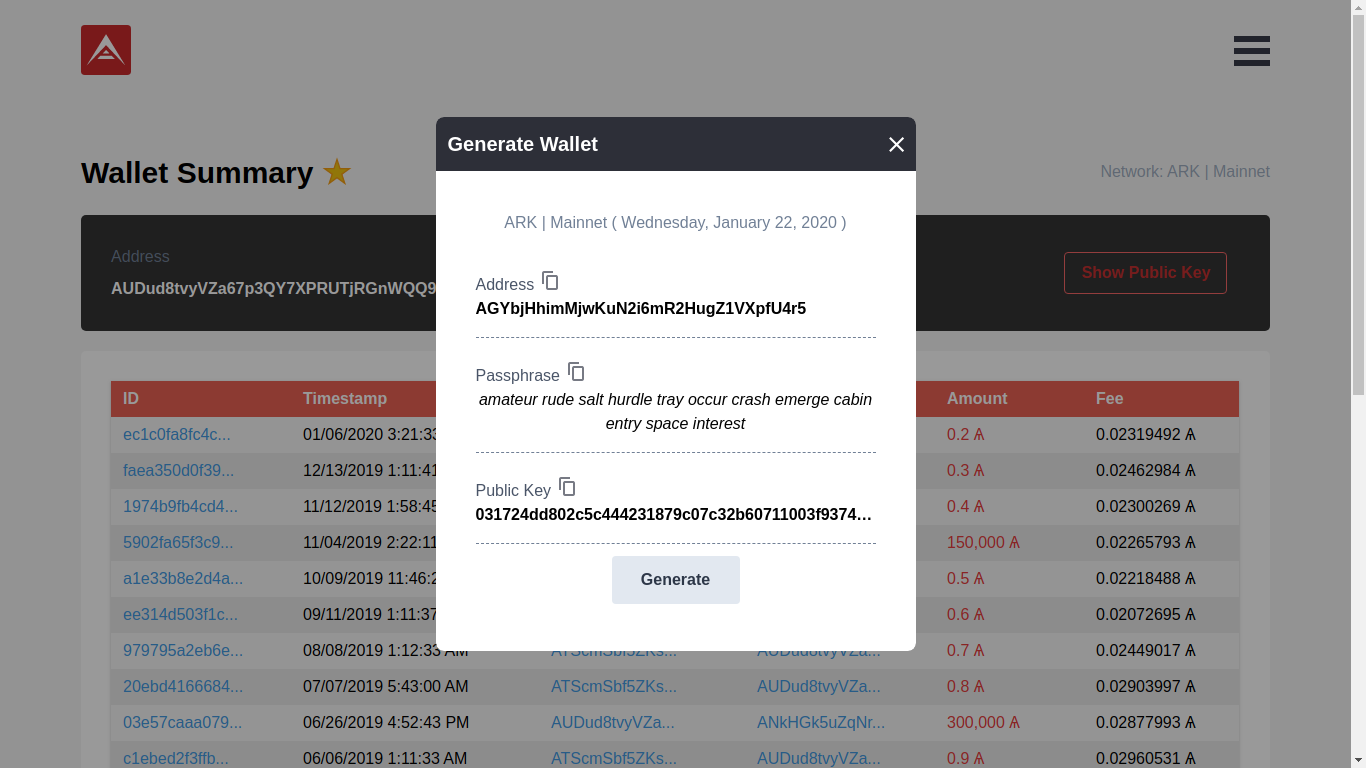 Generate Wallet
Wallet Summary
Network: ARK | Mainnet
ARK | Mainnet ( Wednesday, January 22, 2020 )
Address
AUDud8tvyVZa67p3QY7XPRUTjRGnWQQ9
Show Public Key
Address
AGYbjHhimMjwKuN2i6mR2HugZ1VXpfU4r5
Passphrase
amateur rude salt hurdle tray occur crash emerge cabin
entry space interest
Public Key
031724dd802c5c444231879c07c32b60711003f9374...
Generate
ID Timestamp Amount Fee
ec1c0fa8fc4c... 01/06/2020 3:21:33 0.2 Ѧ 0.02319492 Ѧ
faea350d0f39... 12/13/2019 1:11:41 0.3 Ѧ 0.02462984 Ѧ
1974b9fb4cd4... 11/12/2019 1:58:45 0.4 Ѧ 0.02300269 Ѧ
5902fa65f3c9... 11/04/2019 2:22:11 150,000 Ѧ 0.02265793 Ѧ
a1e33b8e2d4a... 10/09/2019 11:46:2 0.5 Ѧ 0.02218488 Ѧ
ee314d503f1c... 09/11/2019 1:11:37 0.6 Ѧ 0.02072695 Ѧ
979795a2eb6e... 08/08/2019 1:12:33 AM ATScmSbf5ZKs... AUDud8tvyVZa... 0.7 Ѧ 0.02449017 Ѧ
20ebd4166684... 07/07/2019 5:43:00 AM ATScmSbf5ZKs... AUDud8tvyVZa... 0.8 Ѧ 0.02903997 Ѧ
03e57caaa079... 06/26/2019 4:52:43 PM AUDud8tvyVZa... ANkHGk5uZqNr... 300,000 Ѧ 0.02877993 Ѧ
c1ebed2f3ffb... 06/06/2019 1:11:33 AM ATScmSbf5ZKs... AUDud8tvyVZa... 0.9 Ѧ 0.02960531 Ѧ